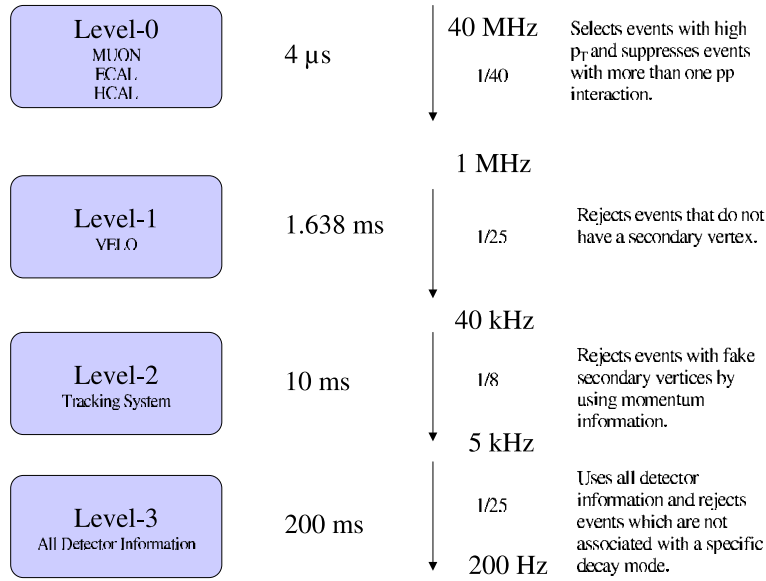 Level-0
MUON
ECAL
HCAL
4 µs
40 MHz
1/40
Selects events with high
pT and suppresses events
with more than one pp
interaction.
1 MHz
Level-1
VELO
1.638 ms
1/25
Rejects events that do not
have a secondary vertex.
40 kHz
Level-2
Tracking System
10 ms
1/8
Rejects events with fake
secondary vertices by
using momentum
information.
5 kHz
Level-3
All Detector Information
200 ms
1/25
Uses all detector
information and rejects
events which are not
associated with a specific
decay mode.
200 Hz